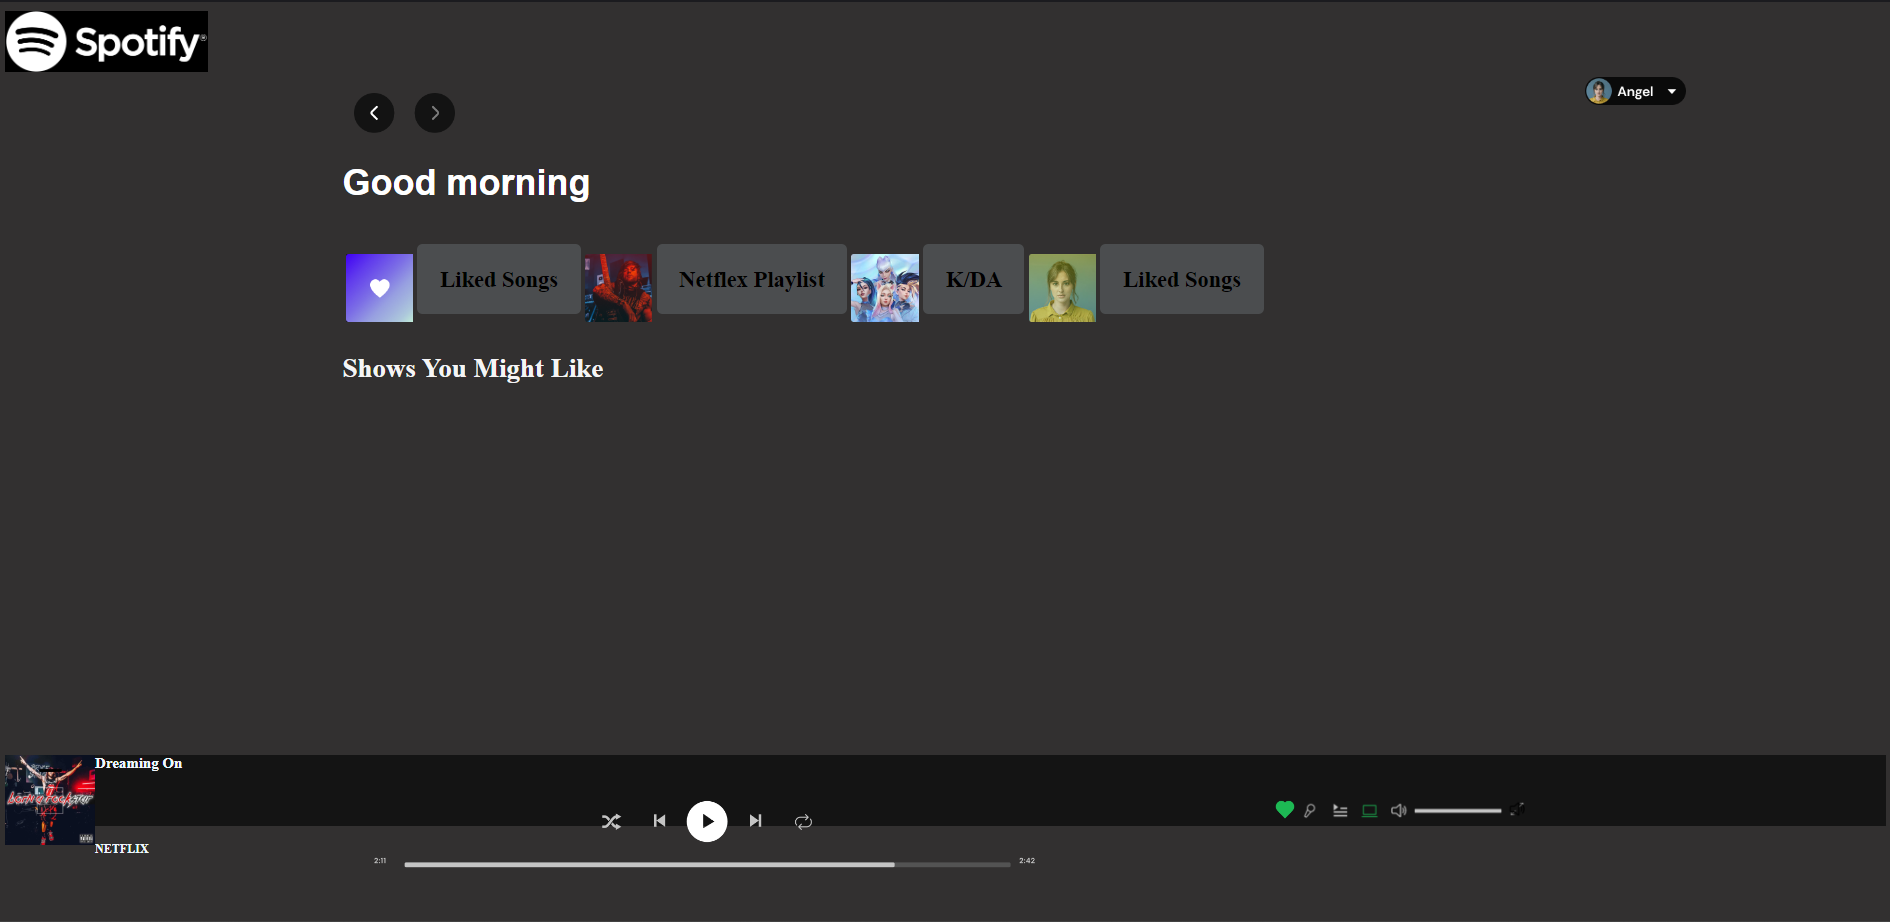 Spotify®
Angel
Good morning
Liked Songs
Netflex Playlist
K/DA
Liked Songs
Shows You Might Like
Dreaming On
NETFLIX
2:11
2:42